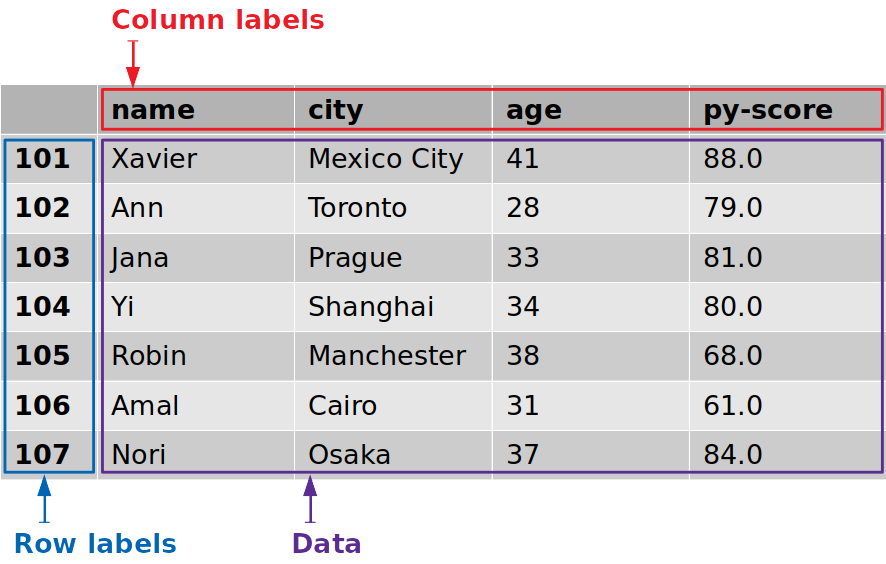 Column labels
name city age py-score
101 Xavier Mexico City 41 88.0
102 Ann Toronto 28 79.0
103 Jana Prague 33 81.0
104 Yi Shanghai 34 80.0
105 Robin Manchester 38 68.0
106 Amal Cairo 31 61.0
107 Nori Osaka 37 84.0
Row labels Data